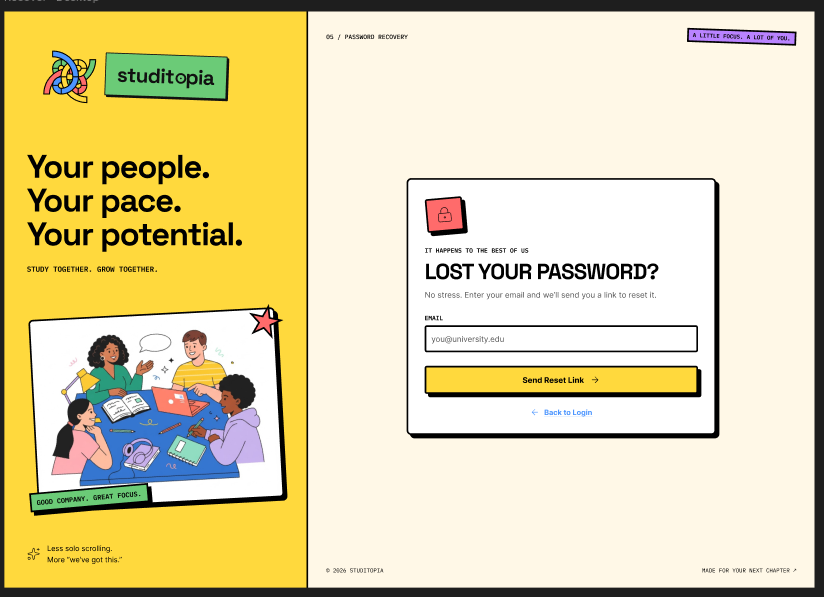 studitopia
Your people.
Your pace.
Your potential.
STUDY TOGETHER. GROW TOGETHER.
GOOD COMPANY. GREAT FOCUS.
Less solo scrolling.
More “we’ve got this.”
05 / PASSWORD RECOVERY
A LITTLE FOCUS. A LOT OF YOU.
IT HAPPENS TO THE BEST OF US
LOST YOUR PASSWORD?
No stress. Enter your email and we’ll send you a link to reset it.
EMAIL
you@university.edu
Send Reset Link →
← Back to Login
© 2026 STUDITOPIA
MADE FOR YOUR NEXT CHAPTER ↗